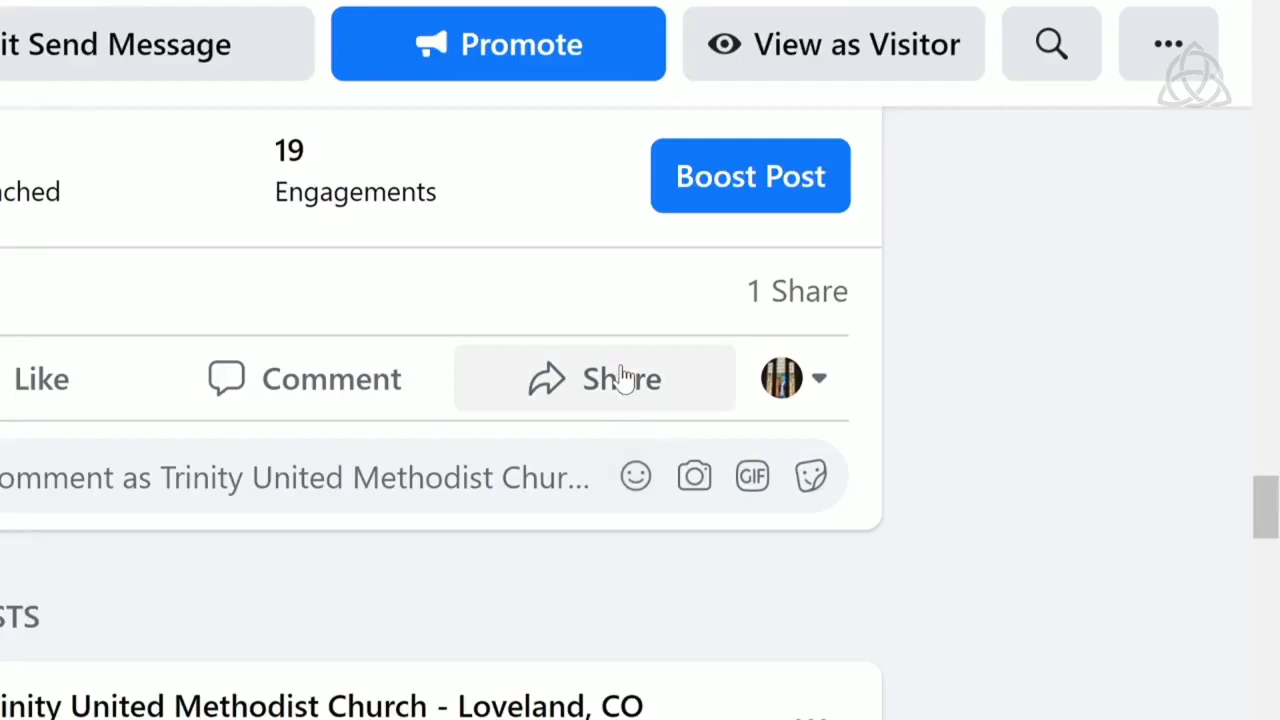 it Send Message
Promote
View as Visitor
19
ached
Engagements
Boost Post
1 Share
Like
Comment
Share
omment as Trinity United Methodist Chur...
GIF
STS
inity United Methodist Church - Loveland, CO